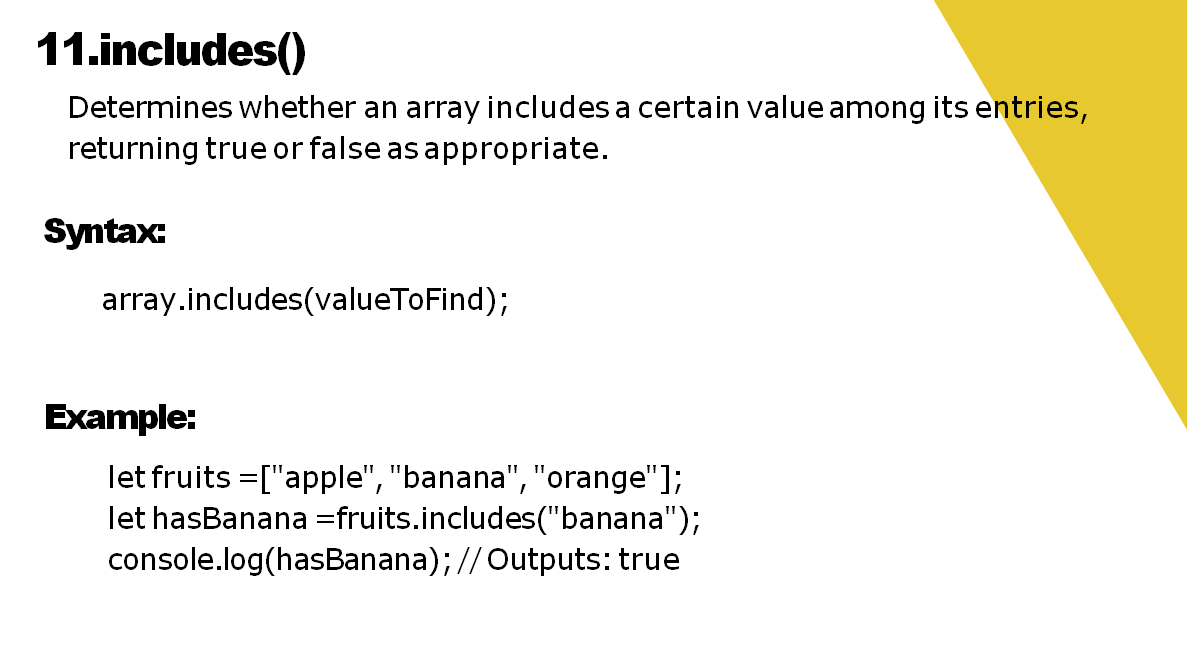 11.includes()
Determines whether an array includes a certain value among its entries,
returning true or false as appropriate.
Syntax:
array.includes(valueToFind);
Example:
let fruits =["apple", "banana", "orange"];
let hasBanana =fruits.includes("banana");
console.log(hasBanana); // Outputs: true